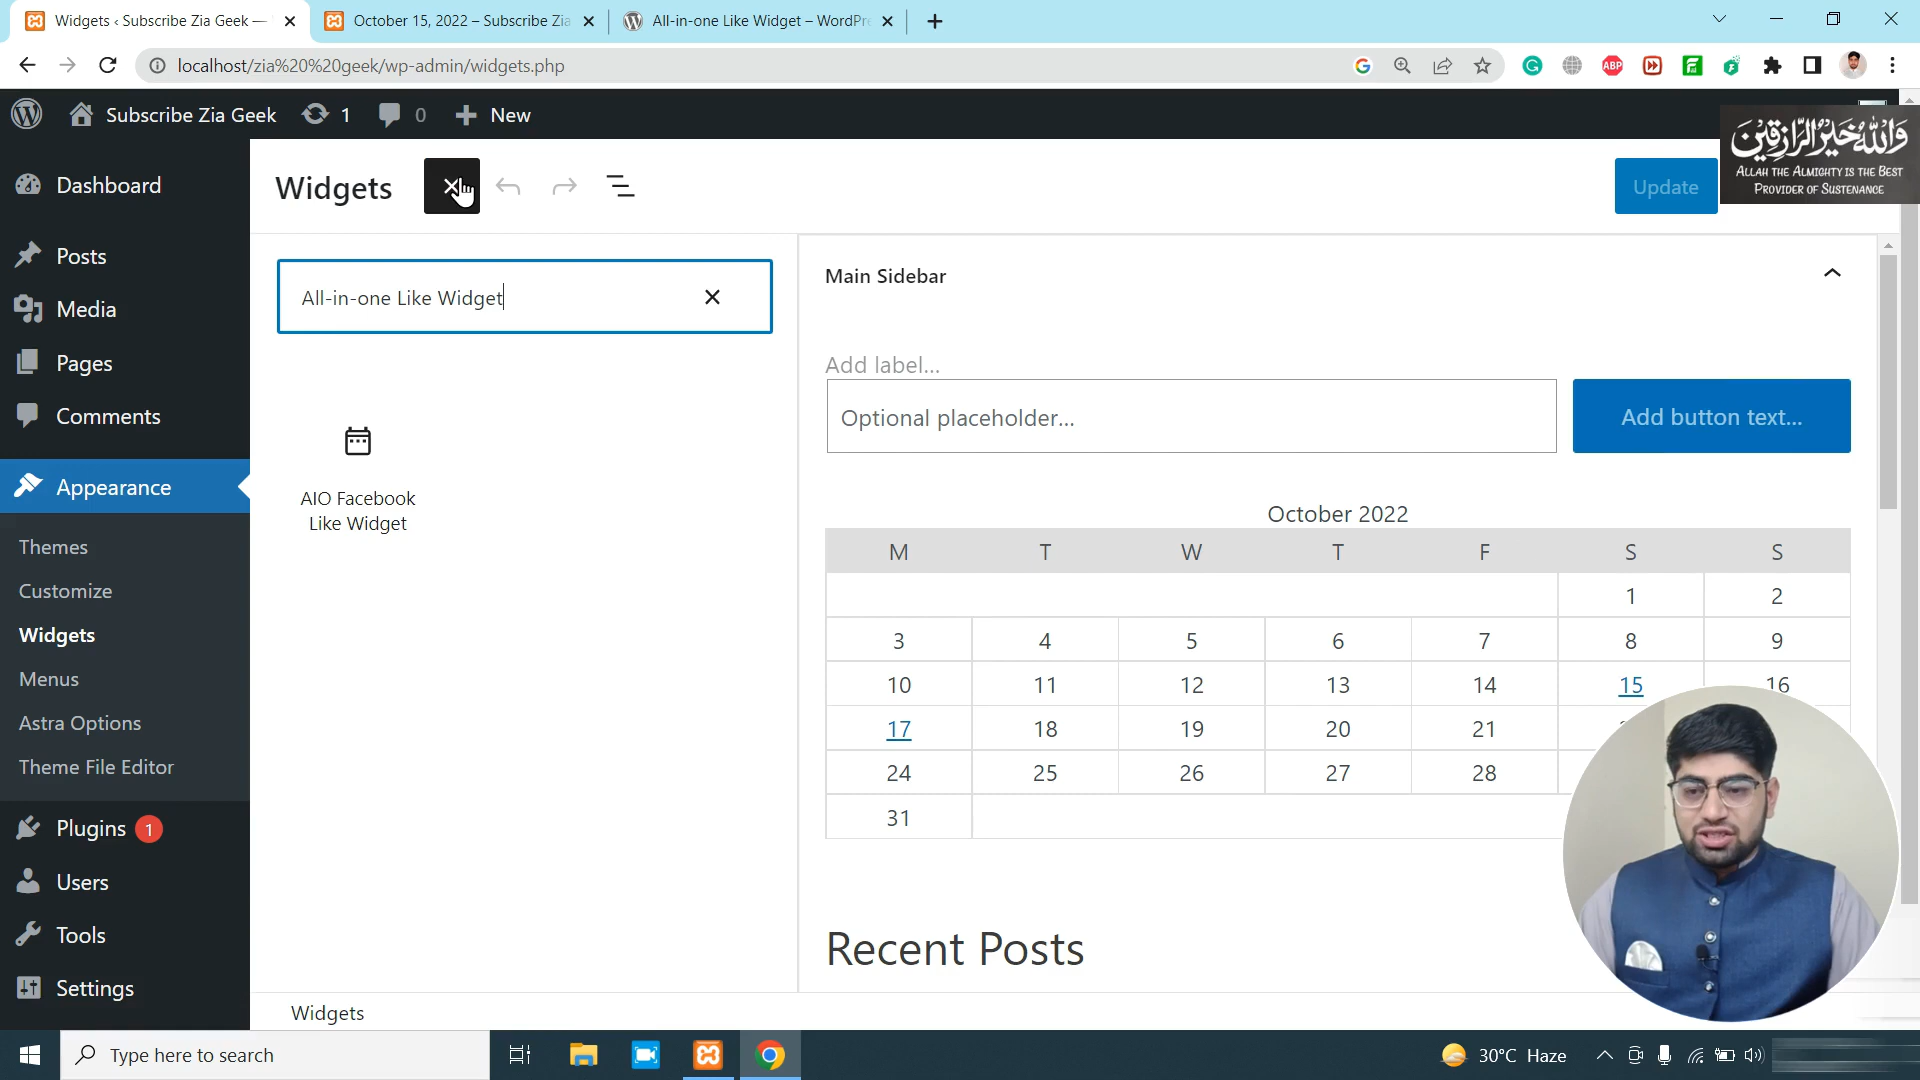 Widgets ‹ Subscribe Zia Geek —
October 15, 2022 – Subscribe Zia
All-in-one Like Widget – WordPre
localhost/zia%20%20geek/wp-admin/widgets.php
ABP
Subscribe Zia Geek
1
0
New
وَاللهُ خَيْرُ الرَّازِقِينَ
ALLAH THE ALMIGHTY IS THE BEST
PROVIDER OF SUSTENANCE
Dashboard
Posts
Media
Pages
Comments
Appearance
Themes
Customize
Widgets
Menus
Astra Options
Theme File Editor
Plugins 1
Users
Tools
Settings
Widgets
Update
All-in-one Like Widget
AIO Facebook
Like Widget
Main Sidebar
Add label...
Optional placeholder...
Add button text...
October 2022
M T W T F S S
1 2
3 4 5 6 7 8 9
10 11 12 13 14 15 16
17 18 19 20 21
24 25 26 27 28
31
Recent Posts
Widgets
Type here to search
30°C Haze